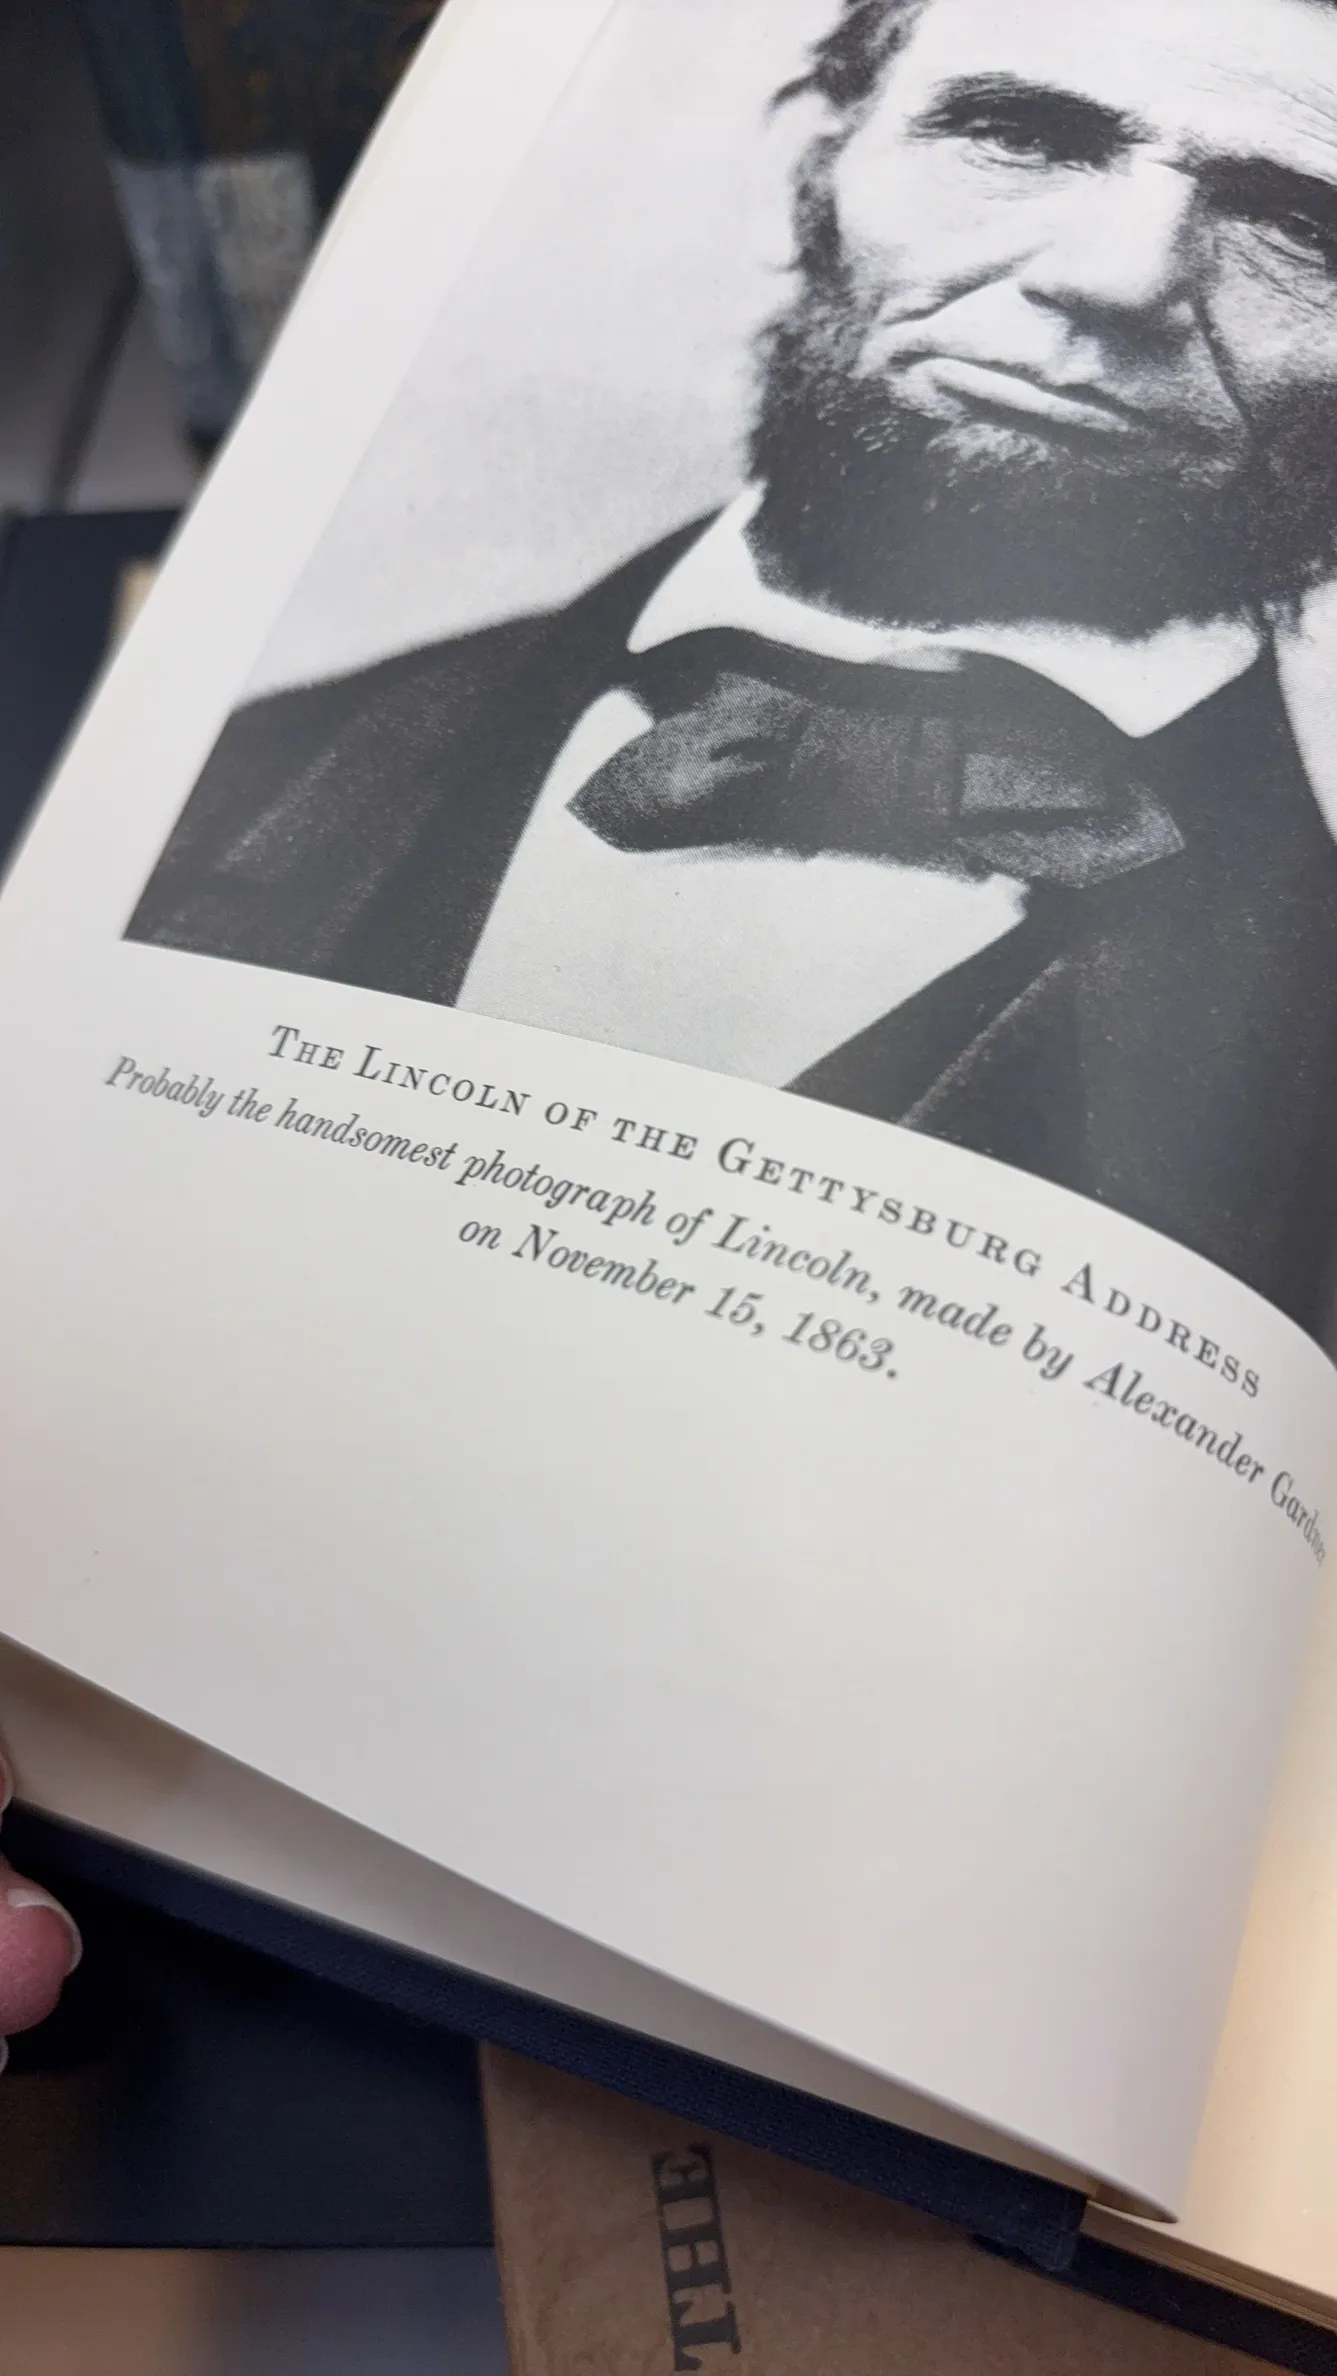 THE LINCOLN OF THE GETTYSBURG ADDRESS
Probably the handsomest photograph of Lincoln, made by Alexander Gardner
on November 15, 1863.
THE